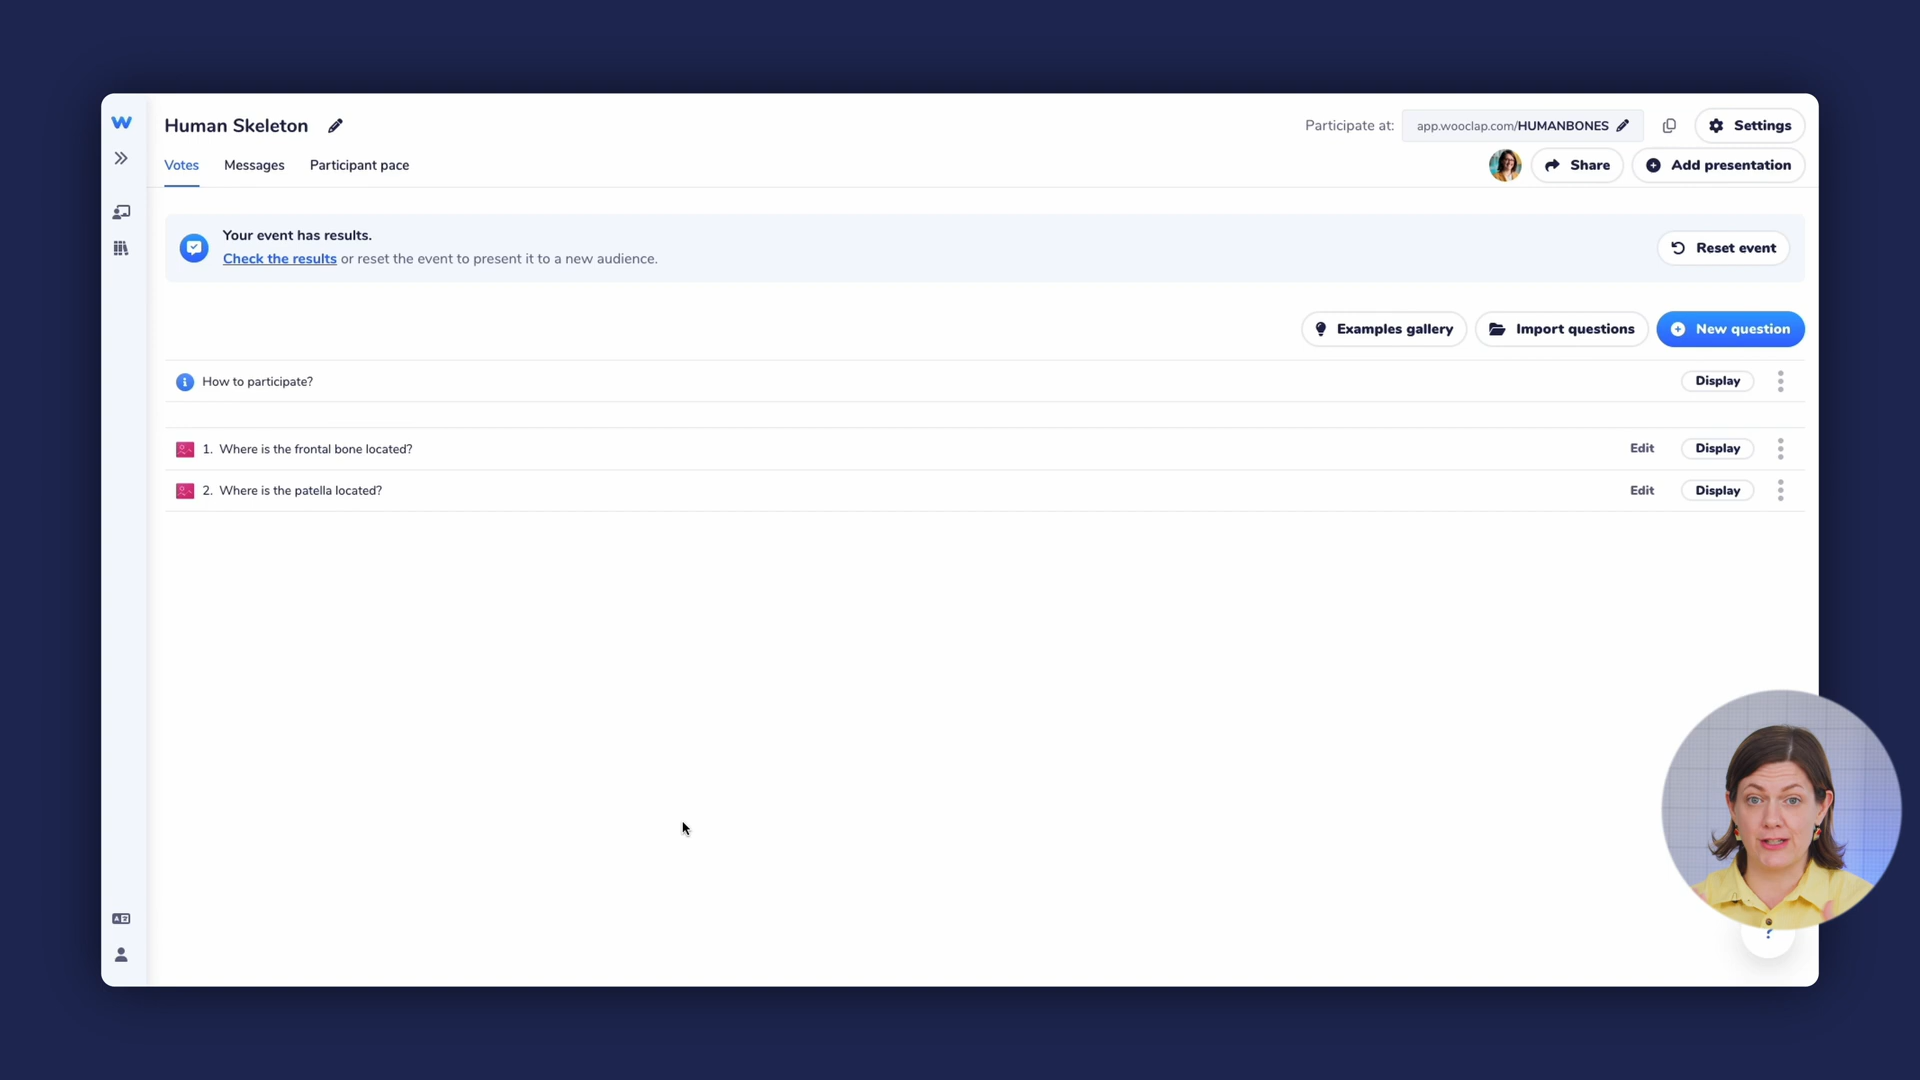 W
Human Skeleton
Participate at: app.wooclap.com/HUMANBONES
Settings
Votes Messages Participant pace
Share Add presentation
Your event has results.
Check the results or reset the event to present it to a new audience.
Reset event
Examples gallery Import questions New question
How to participate? Display
1. Where is the frontal bone located? Edit Display
2. Where is the patella located? Edit Display
?